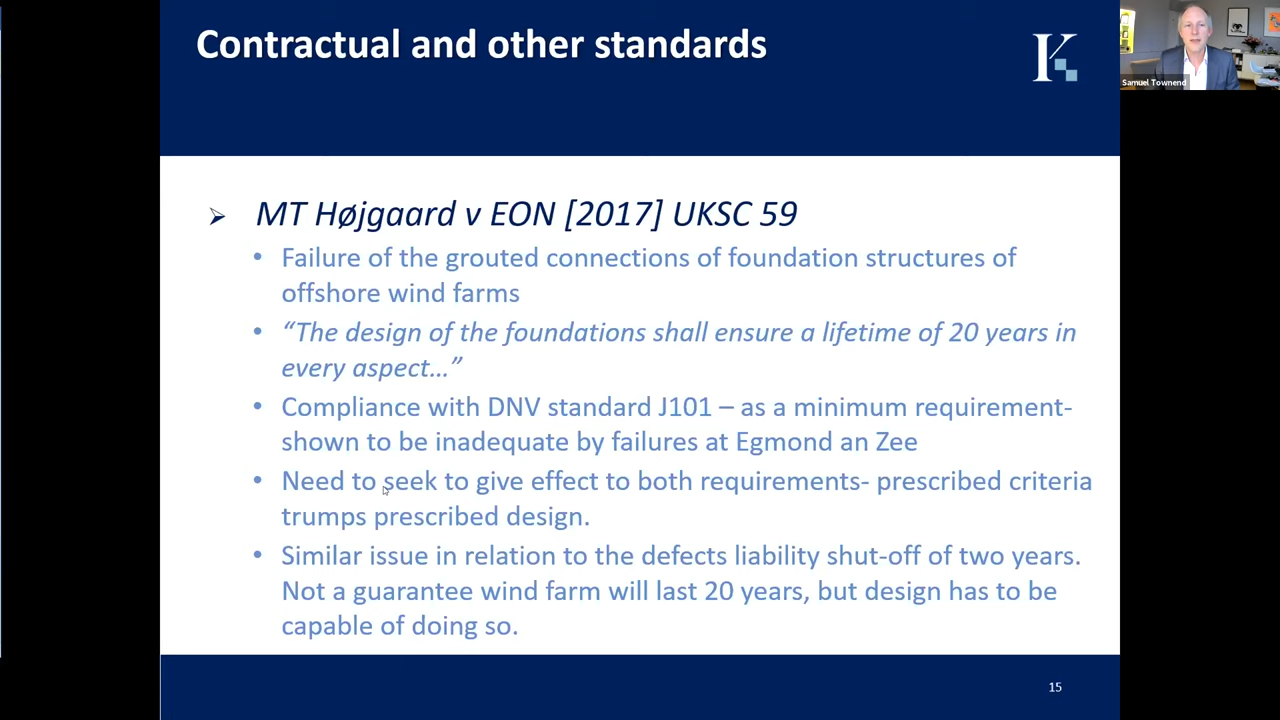 Contractual and other standards
K
Samuel Townend
➢ MT Højgaard v EON [2017] UKSC 59
• Failure of the grouted connections of foundation structures of
offshore wind farms
• “The design of the foundations shall ensure a lifetime of 20 years in
every aspect…”
• Compliance with DNV standard J101 – as a minimum requirement-
shown to be inadequate by failures at Egmond an Zee
• Need to seek to give effect to both requirements- prescribed criteria
trumps prescribed design.
• Similar issue in relation to the defects liability shut-off of two years.
Not a guarantee wind farm will last 20 years, but design has to be
capable of doing so.
15